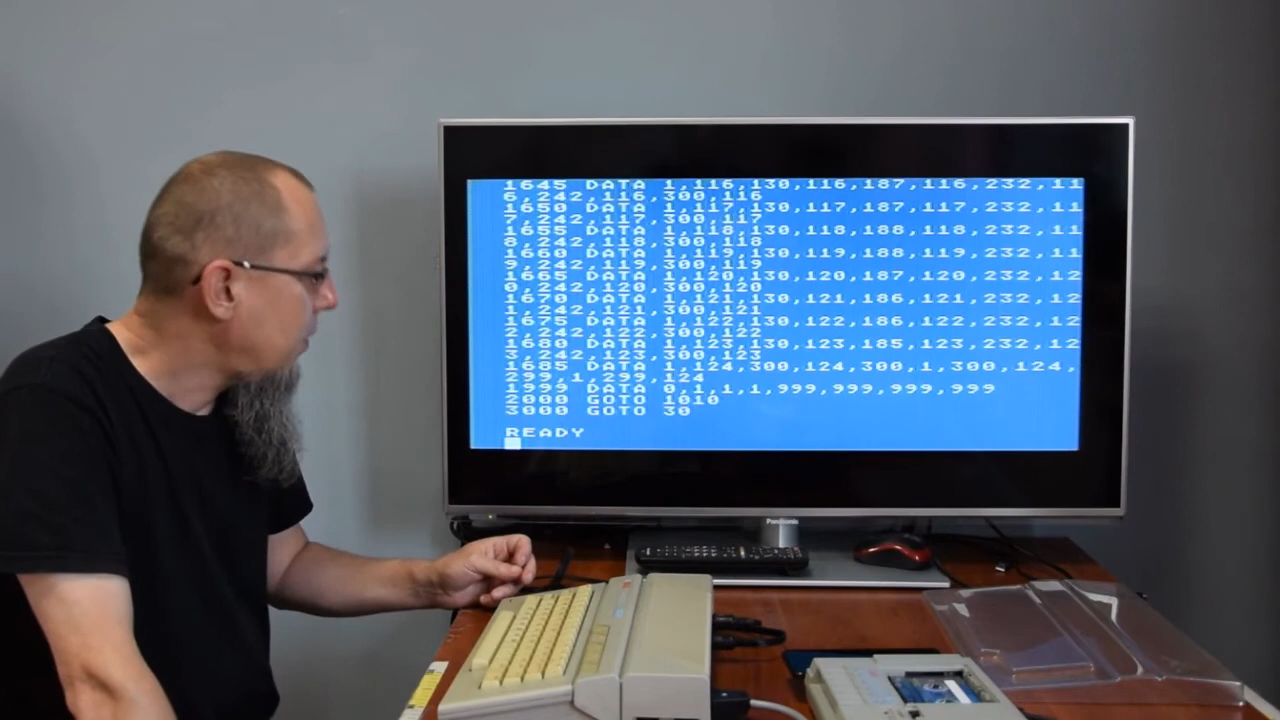 1645 DATA 1,116,130,116,187,116,232,11
6,242,116,300,116
1650 DATA 1,117,130,117,187,117,232,11
7,242,117,300,117
1655 DATA 1,118,130,118,188,118,232,11
8,242,118,300,118
1660 DATA 1,119,130,119,188,119,232,11
9,242,119,300,119
1665 DATA 1,120,130,120,187,120,232,12
0,242,120,300,120
1670 DATA 1,121,130,121,186,121,232,12
1,242,121,300,121
1675 DATA 1,122,130,122,186,122,232,12
2,242,122,300,122
1680 DATA 1,123,130,123,185,123,232,12
3,242,123,300,123
1685 DATA 1,124,300,124,300,1,300,124,
299,1,299,124
1999 DATA 0,1,1,1,999,999,999,999
2000 GOTO 1010
3000 GOTO 30
READY
Panasonic